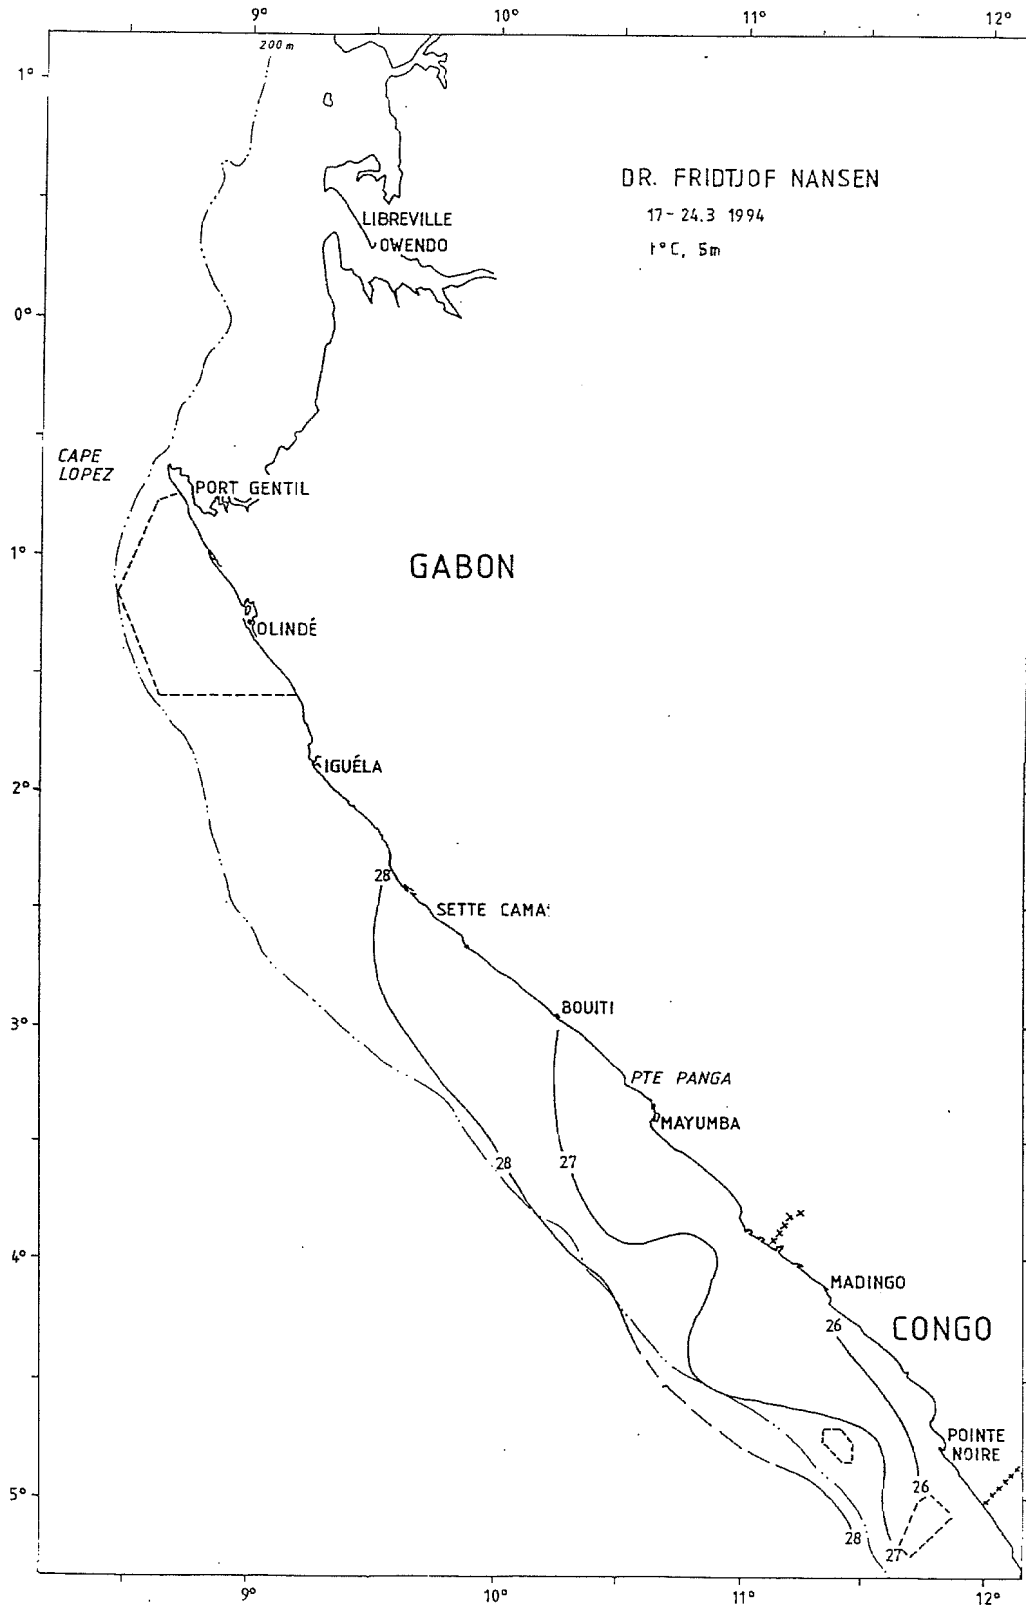 9° 10° 11° 12°
200 m
1°
DR. FRIDTJOF NANSEN
17-24.3 1994
t°C, 5m
LIBREVILLE
OWENDO
0°
CAPE
LOPEZ
PORT GENTIL
1°
GABON
OLINDÉ
IGUÉLA
2°
28
SETTE CAMA
BOUITI
3°
PTE PANGA
MAYUMBA
28 27
4°
MADINGO
26
CONGO
POINTE
NOIRE
26
5°
28 27
9° 10° 11° 12°